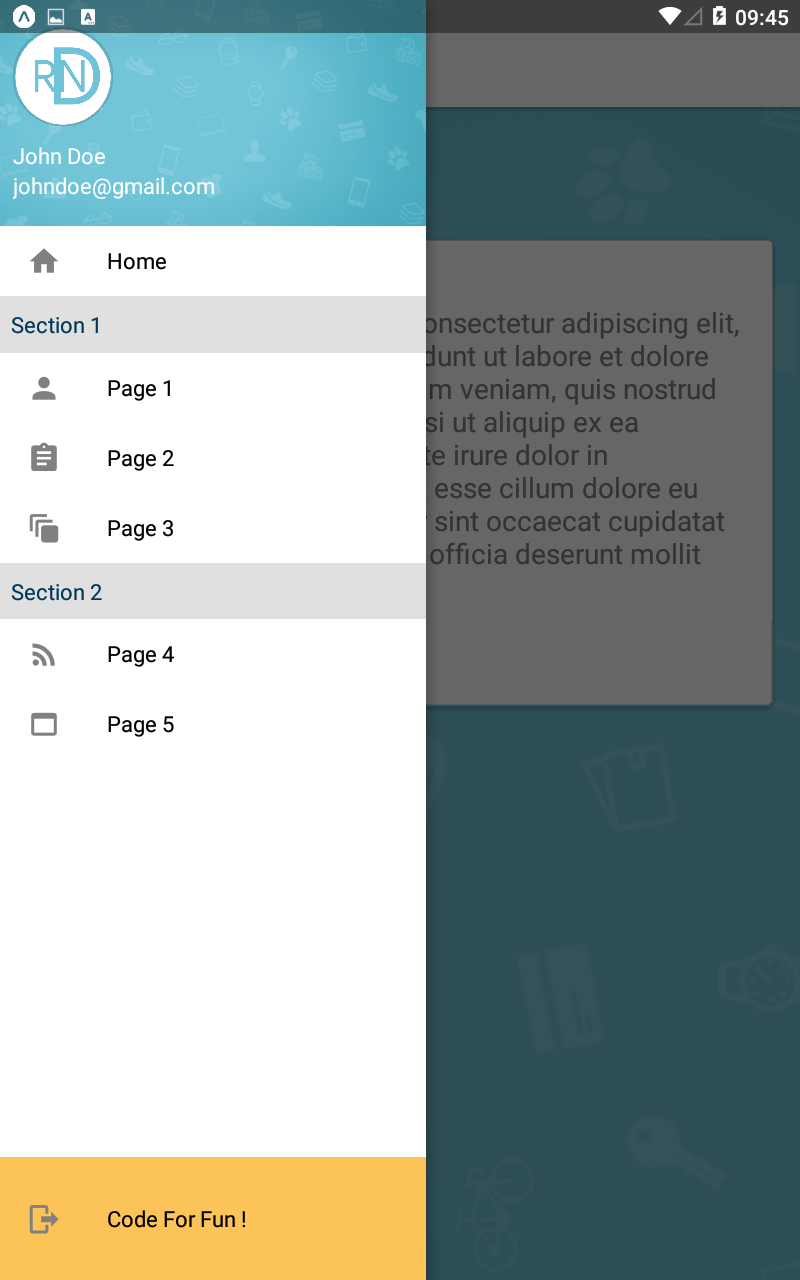 09:45
RND
John Doe
johndoe@gmail.com
Home
Section 1
Page 1
Page 2
Page 3
Section 2
Page 4
Page 5
Code For Fun !
onsectetur adipiscing elit,
dunt ut labore et dolore
m veniam, quis nostrud
si ut aliquip ex ea
te irure dolor in
esse cillum dolore eu
sint occaecat cupidatat
officia deserunt mollit